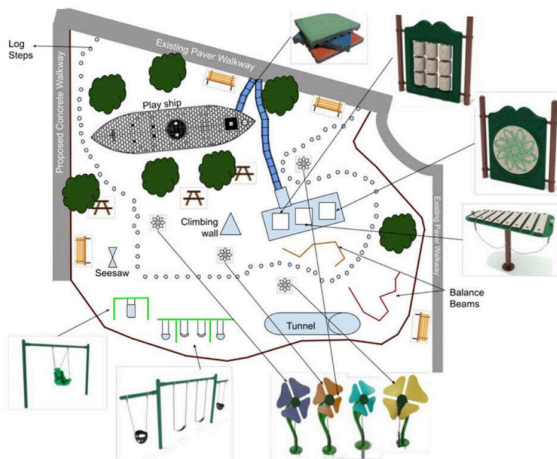 Log
Steps
Existing Paver Walkway
Proposed Concrete Walkway
Play ship
Climbing
wall
Seesaw
Existing Paver Walkway
Balance
Beams
Tunnel